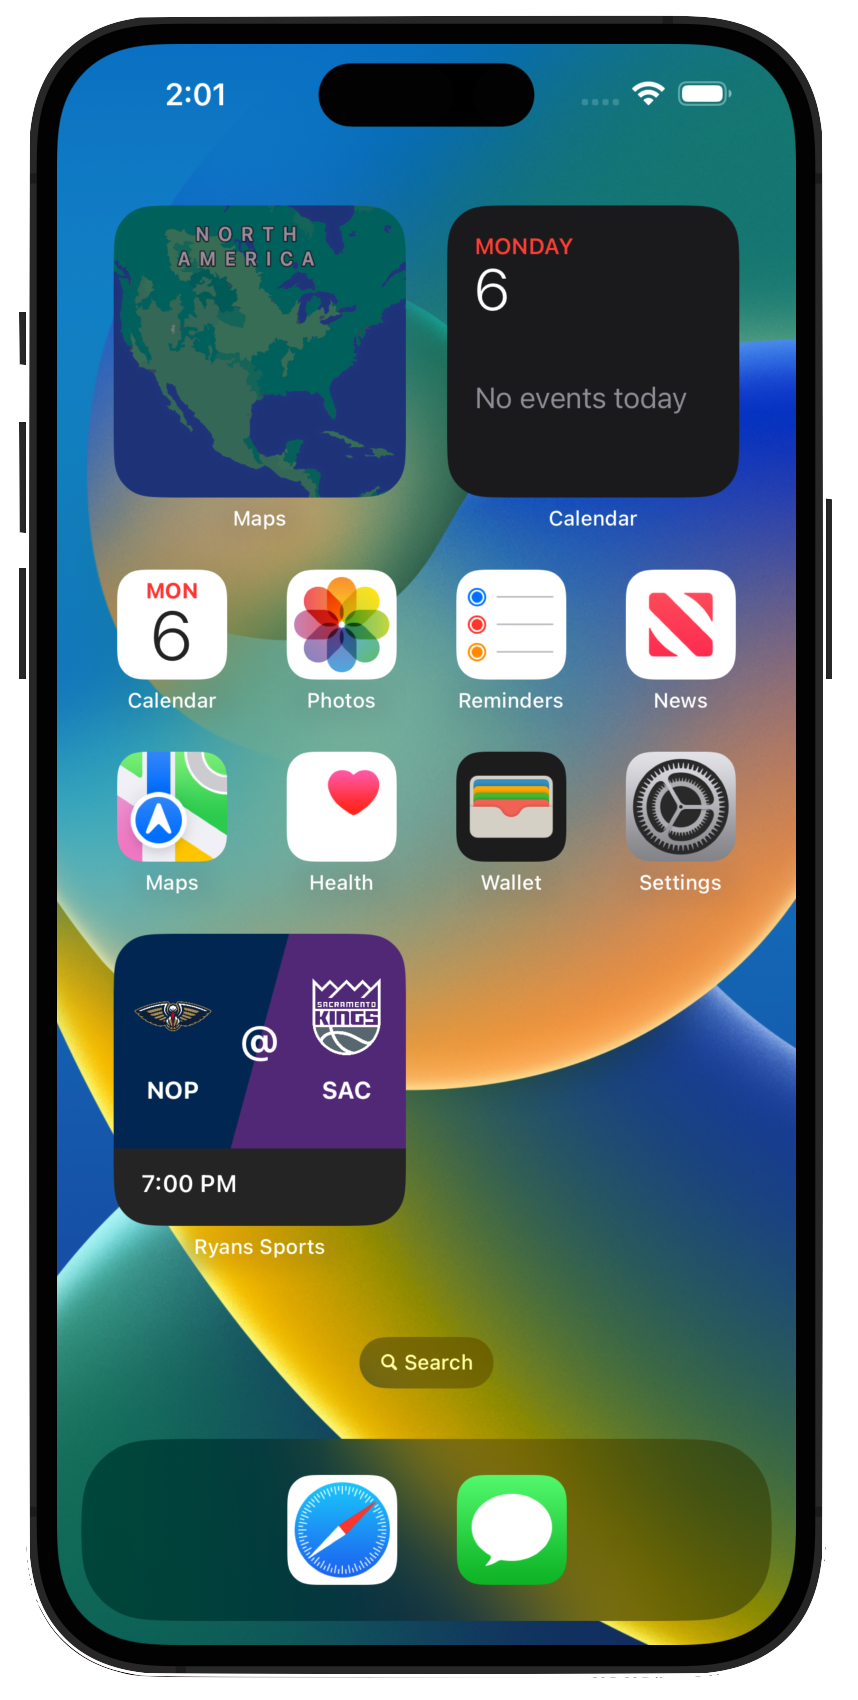 2:01
NORTH
AMERICA
MONDAY
6
No events today
Maps
Calendar
MON
6
Calendar
Photos
Reminders
News
Maps
Health
Wallet
Settings
SACRAMENTO
KINGS
@
NOP
SAC
7:00 PM
Ryans Sports
Search